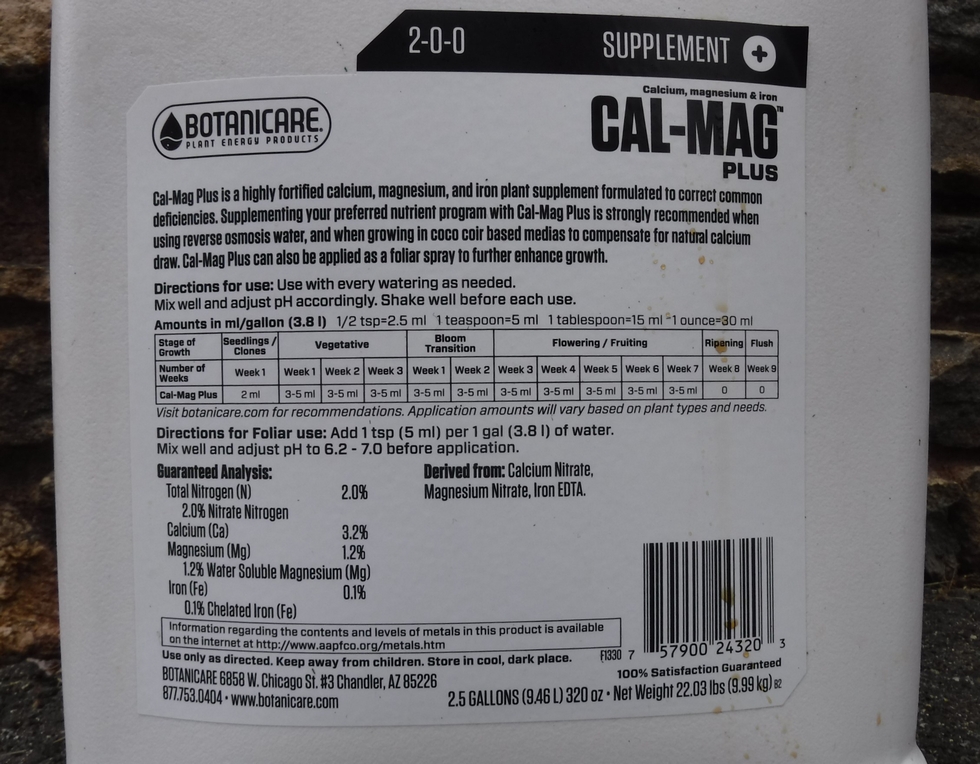 2-0-0 SUPPLEMENT +
BOTANICARE®
PLANT ENERGY PRODUCTS
Calcium, magnesium & iron
CAL-MAG™
PLUS
Cal-Mag Plus is a highly fortified calcium, magnesium, and iron plant supplement formulated to correct common
deficiencies. Supplementing your preferred nutrient program with Cal-Mag Plus is strongly recommended when
using reverse osmosis water, and when growing in coco coir based medias to compensate for natural calcium
draw. Cal-Mag Plus can also be applied as a foliar spray to further enhance growth.
Directions for use: Use with every watering as needed.
Mix well and adjust pH accordingly. Shake well before each use.
Amounts in ml/gallon (3.8 l) 1/2 tsp=2.5 ml 1 teaspoon=5 ml 1 tablespoon=15 ml 1 ounce=30 ml
Stage of Growth Seedlings / Clones Vegetative Bloom Transition Flowering / Fruiting Ripening Flush
Number of Weeks Week 1 Week 1 Week 2 Week 3 Week 1 Week 2 Week 3 Week 4 Week 5 Week 6 Week 7 Week 8 Week 9
Cal-Mag Plus 2 ml 3-5 ml 3-5 ml 3-5 ml 3-5 ml 3-5 ml 3-5 ml 3-5 ml 3-5 ml 3-5 ml 3-5 ml 0 0
Visit botanicare.com for recommendations. Application amounts will vary based on plant types and needs.
Directions for Foliar use: Add 1 tsp (5 ml) per 1 gal (3.8 l) of water.
Mix well and adjust pH to 6.2 - 7.0 before application.
Guaranteed Analysis:
Total Nitrogen (N) 2.0%
2.0% Nitrate Nitrogen
Calcium (Ca) 3.2%
Magnesium (Mg) 1.2%
1.2% Water Soluble Magnesium (Mg)
Iron (Fe) 0.1%
0.1% Chelated Iron (Fe)
Derived from: Calcium Nitrate,
Magnesium Nitrate, Iron EDTA.
Information regarding the contents and levels of metals in this product is available
on the internet at http://www.aapfco.org/metals.htm
Use only as directed. Keep away from children. Store in cool, dark place.
BOTANICARE 6858 W. Chicago St. #3 Chandler, AZ 85226
877.753.0404 • www.botanicare.com
F1330 7 57900 24320 3
100% Satisfaction Guaranteed
2.5 GALLONS (9.46 L) 320 oz • Net Weight 22.03 lbs (9.99 kg) B2